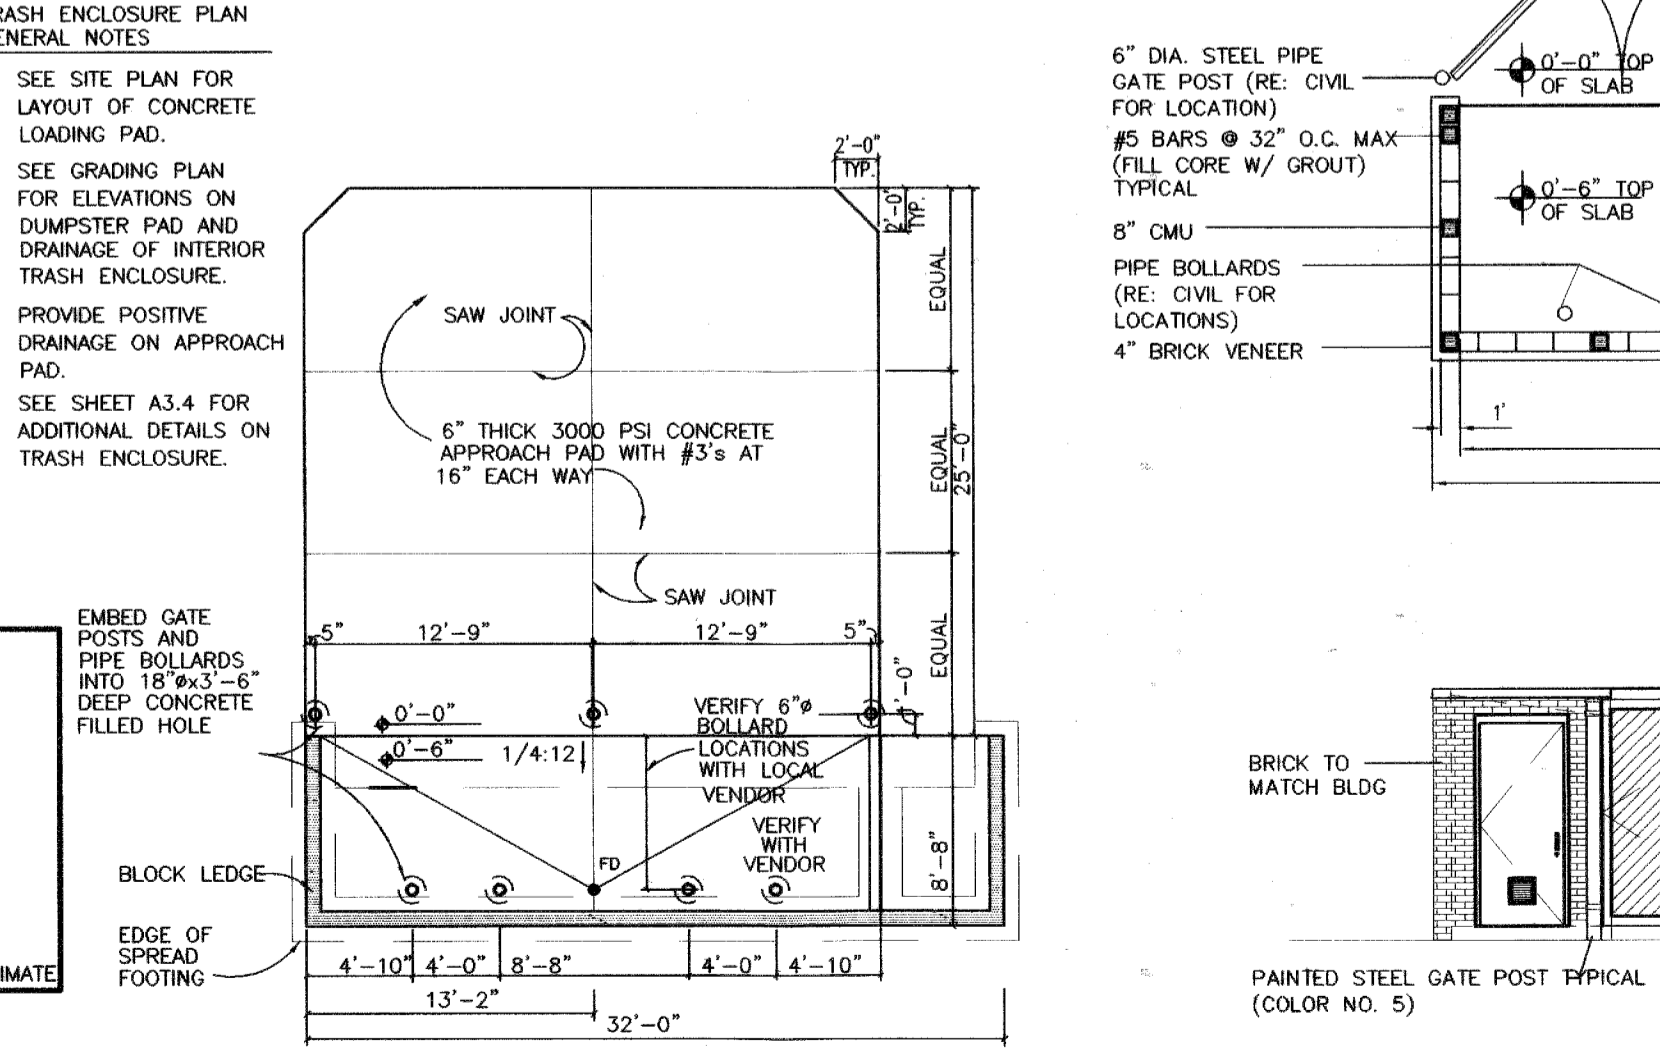 RASH ENCLOSURE PLAN
ENERAL NOTES
SEE SITE PLAN FOR
LAYOUT OF CONCRETE
LOADING PAD.
SEE GRADING PLAN
FOR ELEVATIONS ON
DUMPSTER PAD AND
DRAINAGE OF INTERIOR
TRASH ENCLOSURE.
PROVIDE POSITIVE
DRAINAGE ON APPROACH
PAD.
SEE SHEET A3.4 FOR
ADDITIONAL DETAILS ON
TRASH ENCLOSURE.
2'-0"
TYP.
2'-0"
TYP.
SAW JOINT
EQUAL
6" THICK 3000 PSI CONCRETE
APPROACH PAD WITH #3's AT
16" EACH WAY
EQUAL
25'-0"
SAW JOINT
EQUAL
5"
12'-9"
12'-9"
5"
1'-0"
EMBED GATE
POSTS AND
PIPE BOLLARDS
INTO 18"øx3'-6"
DEEP CONCRETE
FILLED HOLE
0'-0"
0'-6"
1/4:12
VERIFY 6"ø
BOLLARD
LOCATIONS
WITH LOCAL
VENDOR
VERIFY
WITH
VENDOR
FD
8'-8"
BLOCK LEDGE
EDGE OF
SPREAD
FOOTING
IMATE
4'-10"
4'-0"
8'-8"
4'-0"
4'-10"
13'-2"
32'-0"
6" DIA. STEEL PIPE
GATE POST (RE: CIVIL
FOR LOCATION)
#5 BARS @ 32" O.C. MAX
(FILL CORE W/ GROUT)
TYPICAL
8" CMU
PIPE BOLLARDS
(RE: CIVIL FOR
LOCATIONS)
4" BRICK VENEER
0'-0" TOP
OF SLAB
0'-6" TOP
OF SLAB
1'
BRICK TO
MATCH BLDG
PAINTED STEEL GATE POST TYPICAL
(COLOR NO. 5)